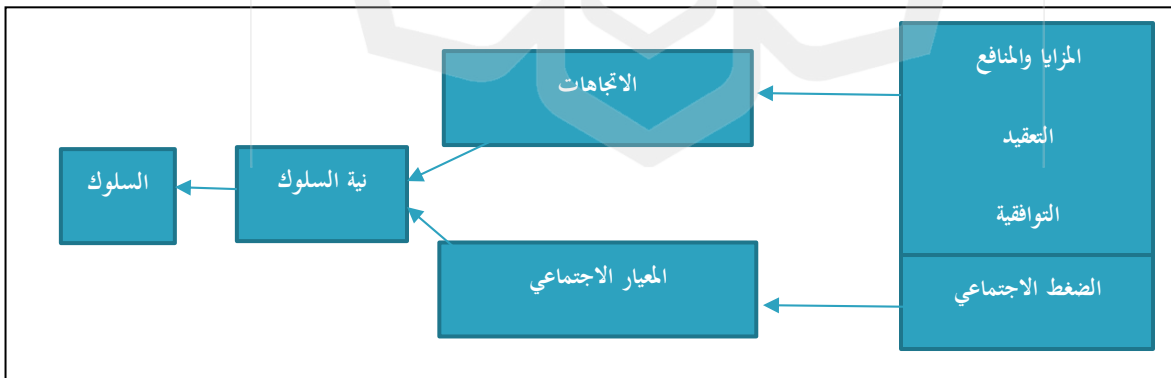 المزايا والمنافع
التعقيد
التوافقية
الضغط الاجتماعي
الاتجاهات
المعيار الاجتماعي
نية السلوك
السلوك